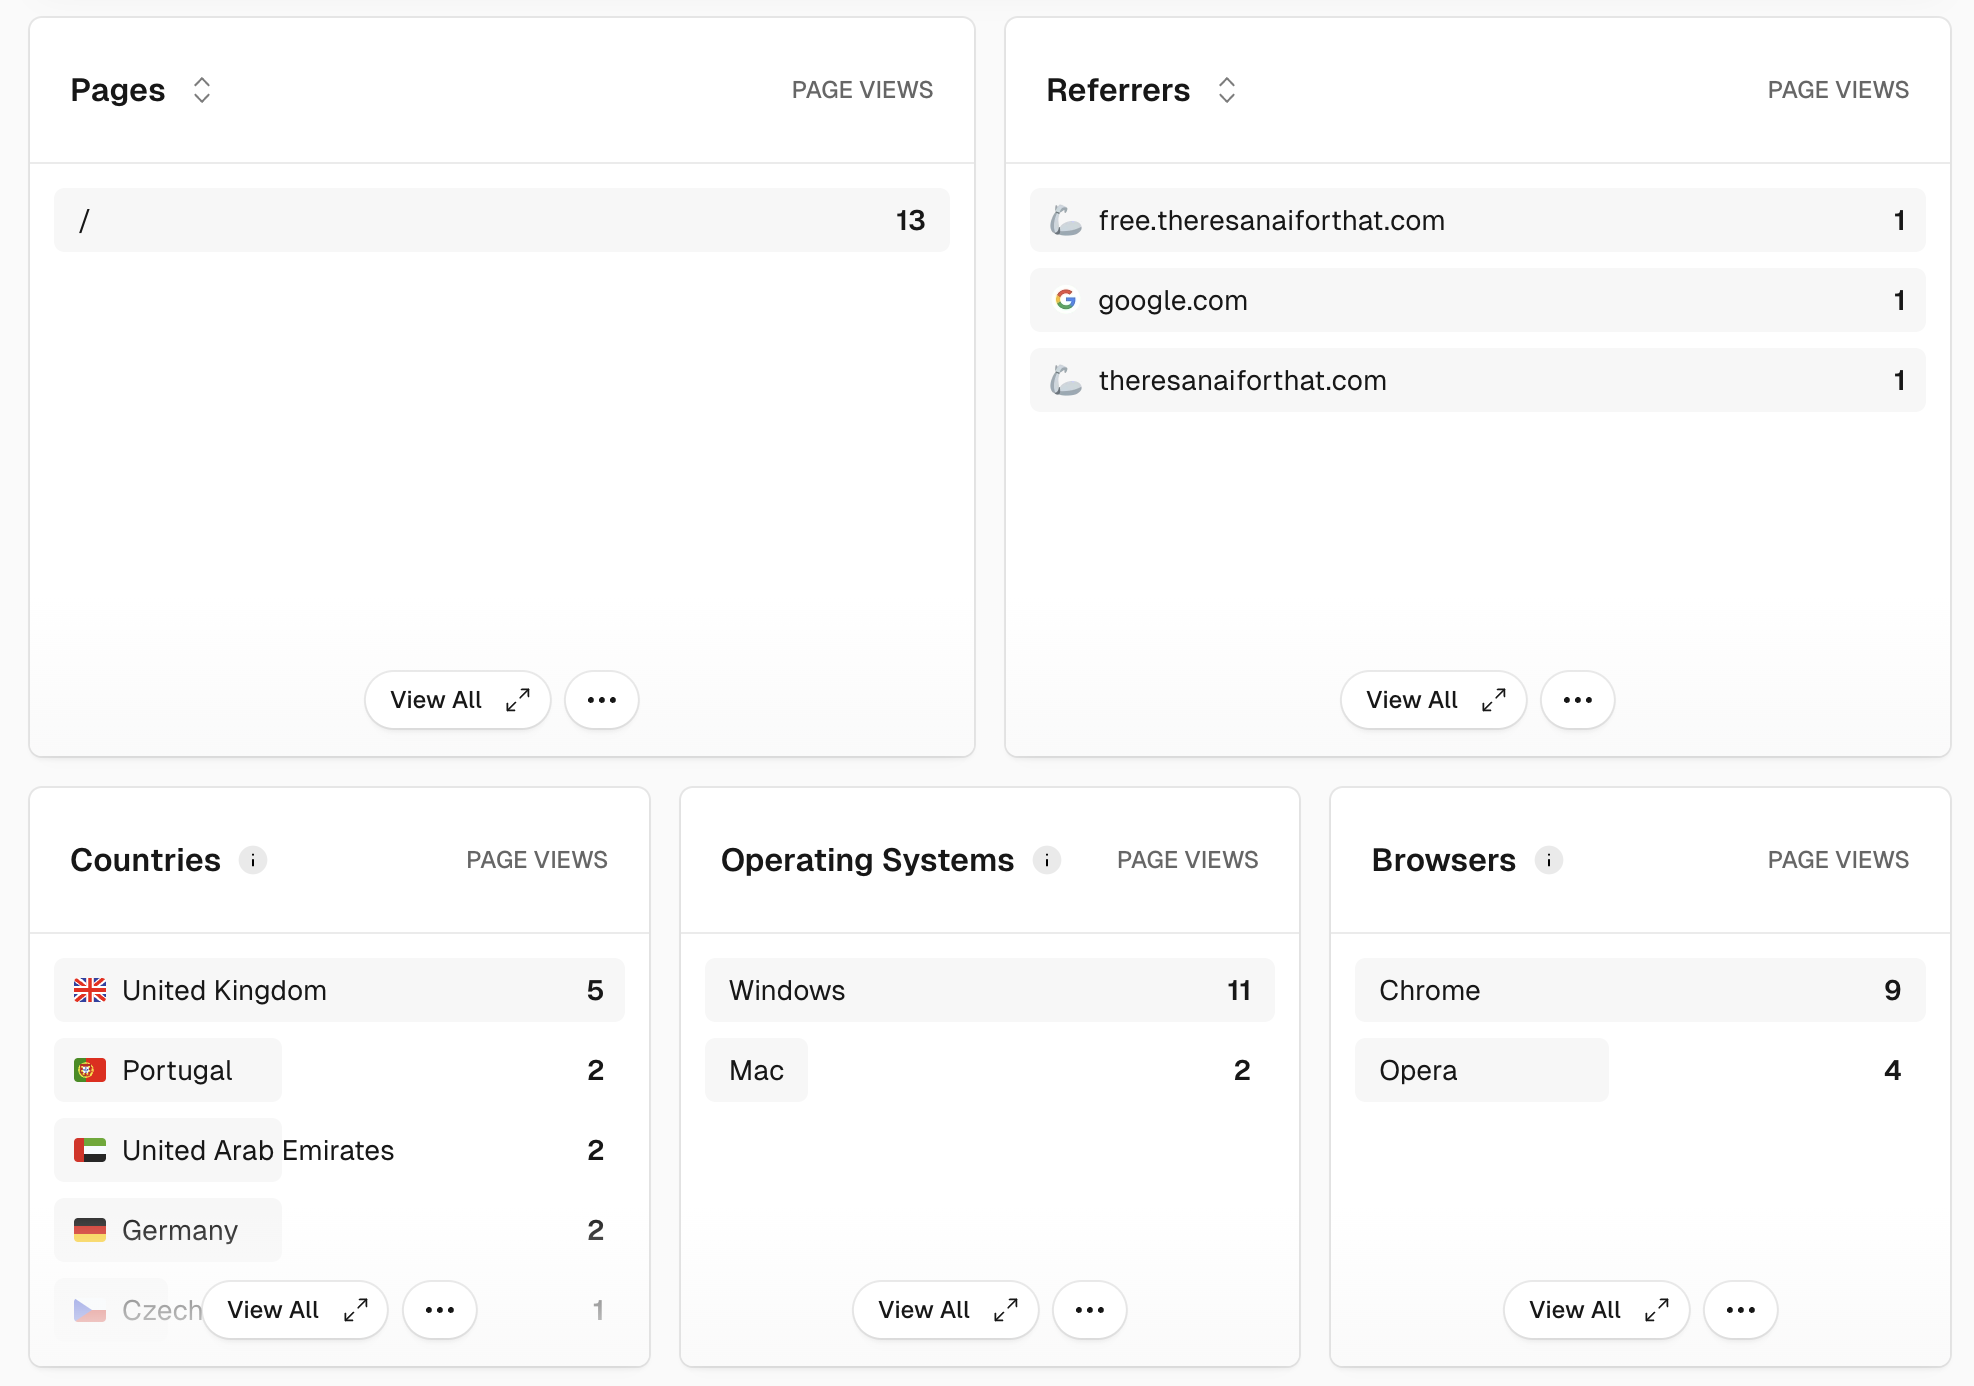 Pages PAGE VIEWS
/ 13
View All
Referrers PAGE VIEWS
free.theresanaiforthat.com 1
google.com 1
theresanaiforthat.com 1
View All
Countries i PAGE VIEWS
United Kingdom 5
Portugal 2
United Arab Emirates 2
Germany 2
Czech 1
View All
Operating Systems i PAGE VIEWS
Windows 11
Mac 2
View All
Browsers i PAGE VIEWS
Chrome 9
Opera 4
View All